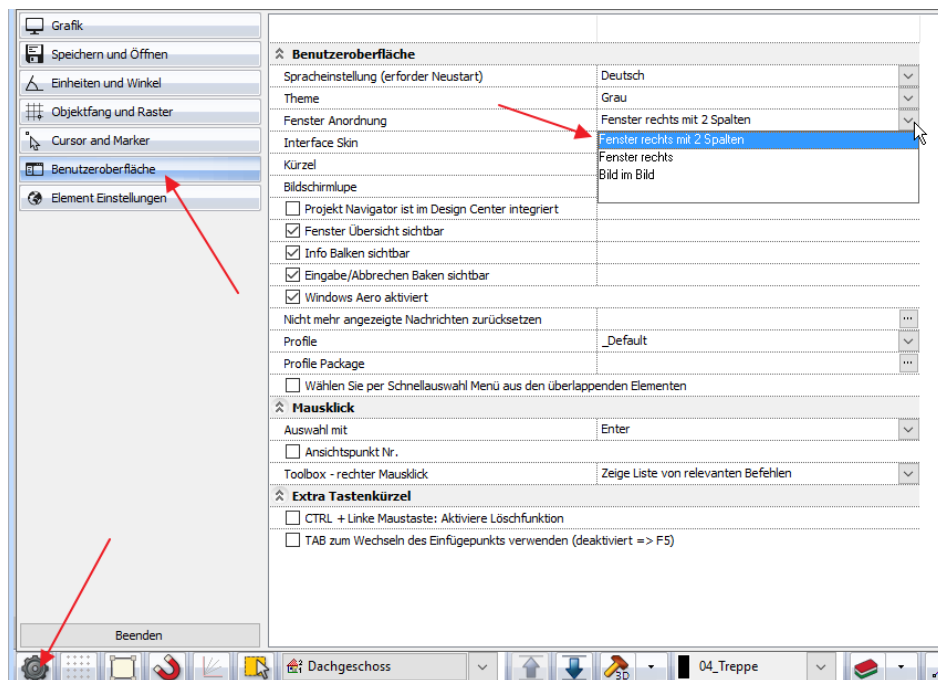 Grafik
Speichern und Öffnen
Einheiten und Winkel
Objektfang und Raster
Cursor and Marker
Benutzeroberfläche
Element Einstellungen
Beenden
Benutzeroberfläche
Spracheinstellung (erforder Neustart) Deutsch
Theme Grau
Fenster Anordnung Fenster rechts mit 2 Spalten
Fenster rechts mit 2 Spalten
Fenster rechts
Bild im Bild
Interface Skin
Kürzel
Bildschirmlupe
Projekt Navigator ist im Design Center integriert
Fenster Übersicht sichtbar
Info Balken sichtbar
Eingabe/Abbrechen Baken sichtbar
Windows Aero aktiviert
Nicht mehr angezeigte Nachrichten zurücksetzen ...
Profile _Default
Profile Package ...
Wählen Sie per Schnellauswahl Menü aus den überlappenden Elementen
Mausklick
Auswahl mit Enter
Ansichtspunkt Nr.
Toolbox - rechter Mausklick Zeige Liste von relevanten Befehlen
Extra Tastenkürzel
CTRL + Linke Maustaste: Aktiviere Löschfunktion
TAB zum Wechseln des Einfügepunkts verwenden (deaktiviert => F5)
Dachgeschoss 3D 04_Treppe